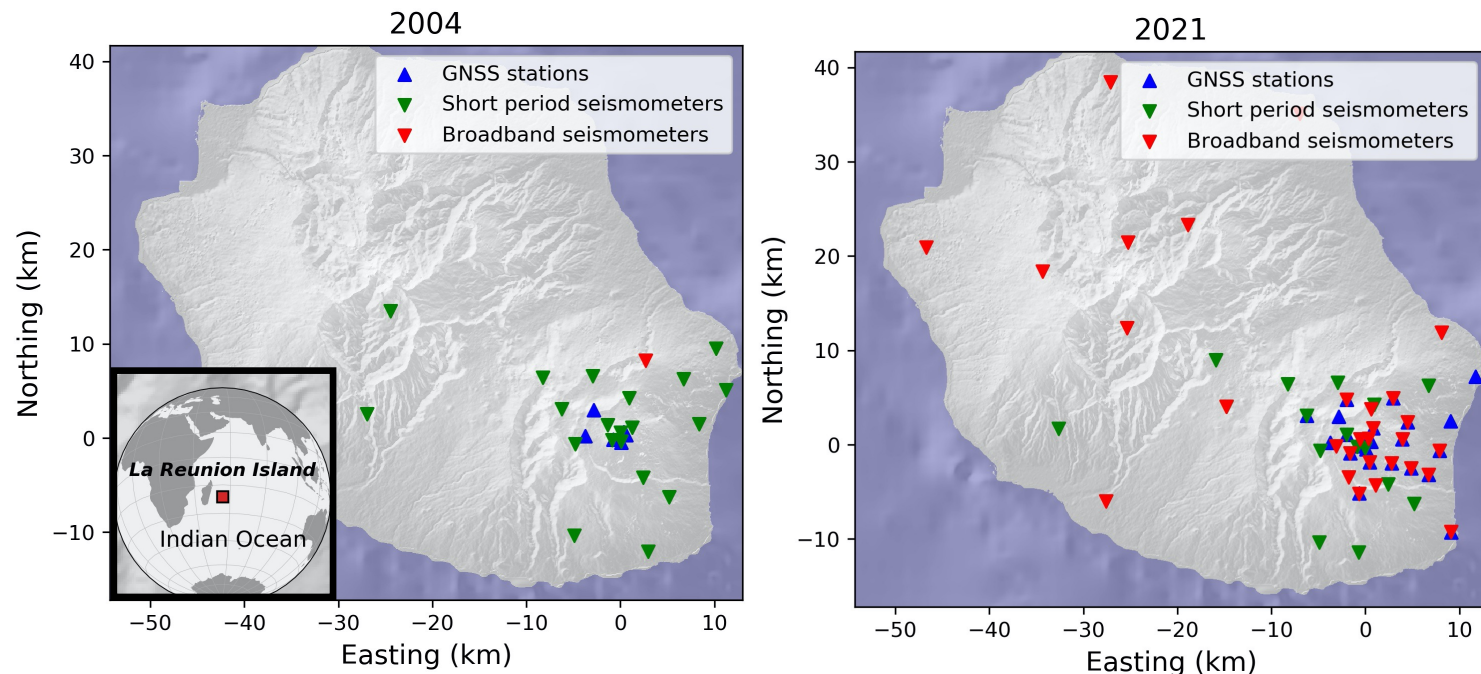 2004
40
30
20
10
0
−10
Northing (km)
GNSS stations
Short period seismometers
Broadband seismometers
La Reunion Island
Indian Ocean
−50
−40
−30
−20
−10
0
10
Easting (km)
2021
40
30
20
10
0
−10
Northing (km)
GNSS stations
Short period seismometers
Broadband seismometers
−50
−40
−30
−20
−10
0
10
Easting (km)